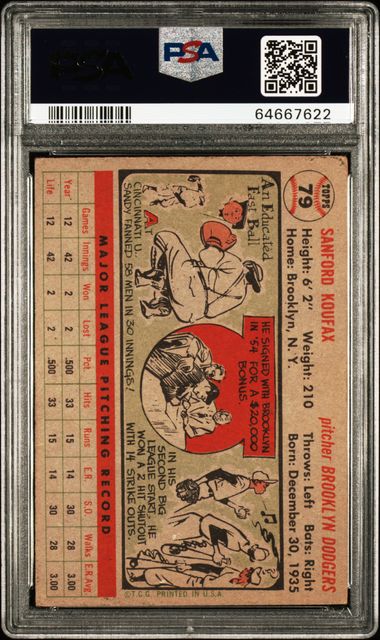 PSA
PSA
64667622
TOPPS
79
SANFORD KOUFAX pitcher BROOKLYN DODGERS
Height: 6' 2" Weight: 210 Throws: Left Bats: Right
Home: Brooklyn, N. Y. Born: December 30, 1935
An Educated
Fast Ball
A
CINCINNATI U.
SANDY FANNED 58 MEN IN 30 INNINGS!
HE SIGNED WITH BROOKLYN
IN '54 FOR A $20,000
BONUS.
IN HIS
SECOND BIG
LEAGUE START, HE
WON A 2 HIT SHUTOUT
WITH 14 STRIKE OUTS.
MAJOR LEAGUE PITCHING RECORD
Games Innings Won Lost Pct. Hits Runs E.R. S.O. Walks E.R.Avg.
Year 12 42 2 2 .500 33 15 14 30 28 3.00
Life 12 42 2 2 .500 33 15 14 30 28 3.00
©T.C.G. PRINTED IN U.S.A.